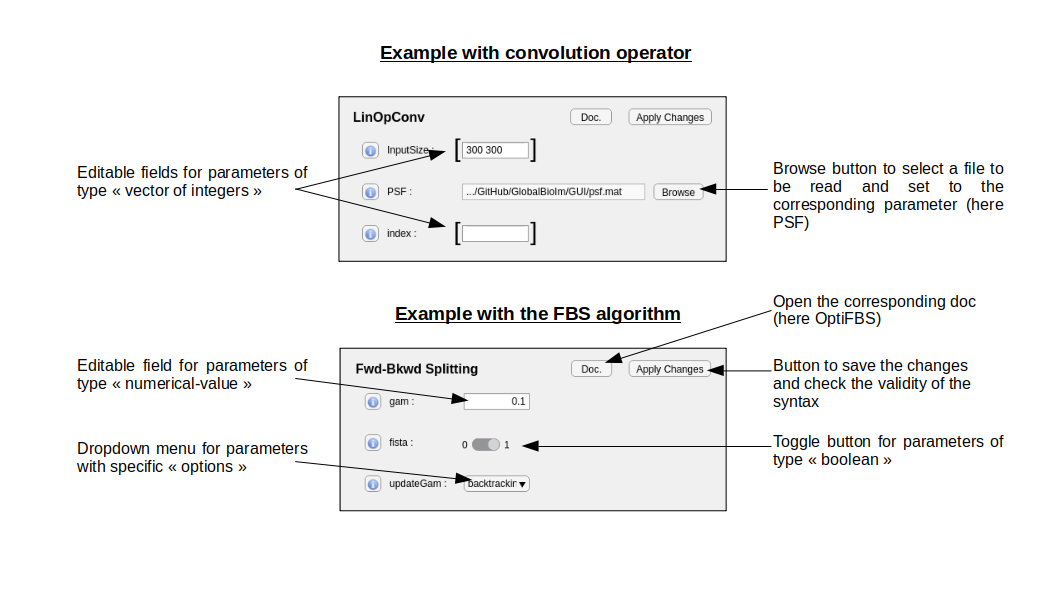 Example with convolution operator
LinOpConv
Doc.
Apply Changes
InputSize :
[300 300]
Editable fields for parameters of
type « vector of integers »
PSF :
.../GitHub/GlobalBioIm/GUI/psf.mat
Browse
Browse button to select a file to
be read and set to the
corresponding parameter (here
PSF)
index :
[ ]
Example with the FBS algorithm
Open the corresponding doc
(here OptiFBS)
Fwd-Bkwd Splitting
Doc.
Apply Changes
Editable field for parameters of
type « numerical-value »
gam :
0.1
Button to save the changes
and check the validity of the
syntax
fista :
0 1
Dropdown menu for parameters
with specific « options »
Toggle button for parameters of
type « boolean »
updateGam :
backtrackin ▼